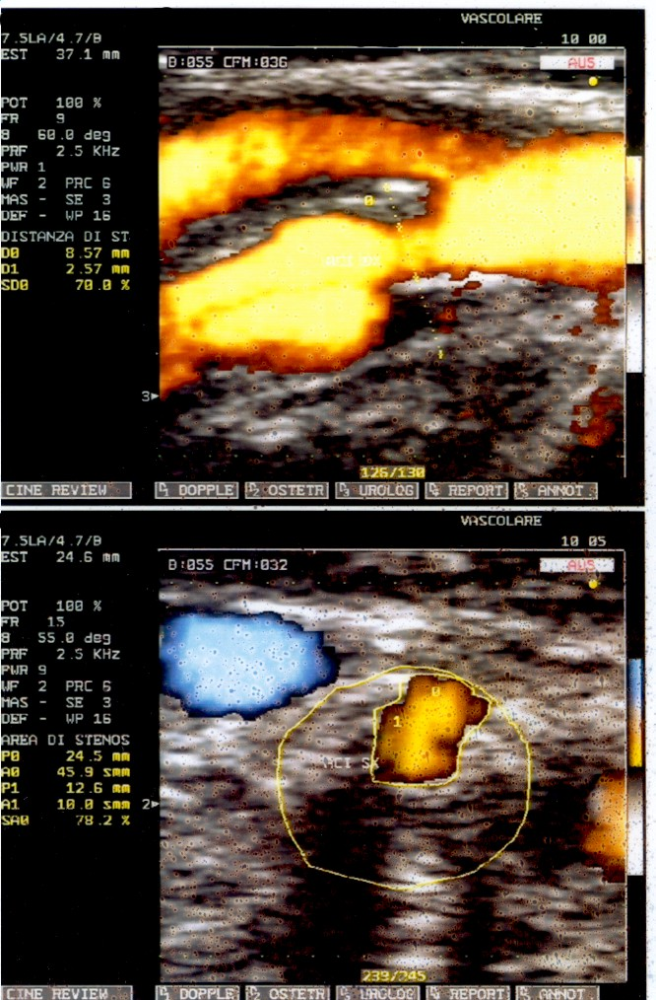 VASCOLARE
7.5LA/4.7/B
10 00
EST 37.1 mm
B:055 CFM:036
AUS
POT 100 %
FR 9
θ 60.0 deg
PRF 2.5 KHz
PWR 1
WF 2 PRC 6
MAS - SE 3
DEF - WP 16
DISTANZA DI ST
D0 8.57 mm
D1 2.57 mm
SD0 70.0 %
0
3
126/130
CINE REVIEW
DOPPLE
OSTETR
UROLOG
REPORT
ANNOT.
VASCOLARE
7.5LA/4.7/B
10 05
EST 24.6 mm
B:055 CFM:032
AUS
POT 100 %
FR 15
θ 55.0 deg
PRF 2.5 KHz
PWR 9
WF 2 PRC 6
MAS - SE 3
DEF - WP 16
AREA DI STENOS
P0 24.5 mm
A0 45.9 smm
P1 12.6 mm
A1 10.0 smm
SA0 78.2 %
0
1
2
239/245
CINE REVIEW
DOPPLE
OSTETR
UROLOG
REPORT
ANNOT.